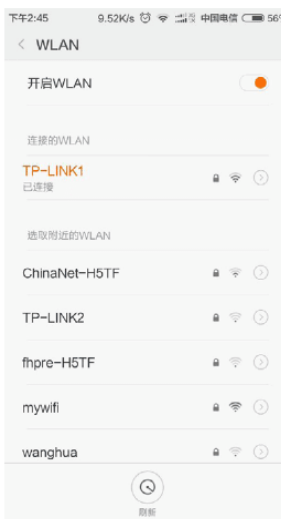 下午2:45 9.52K/s 中国电信 56%
WLAN
开启WLAN
连接的WLAN
TP-LINK1
已连接
选取附近的WLAN
ChinaNet-H5TF
TP-LINK2
fhpre-H5TF
mywifi
wanghua
刷新